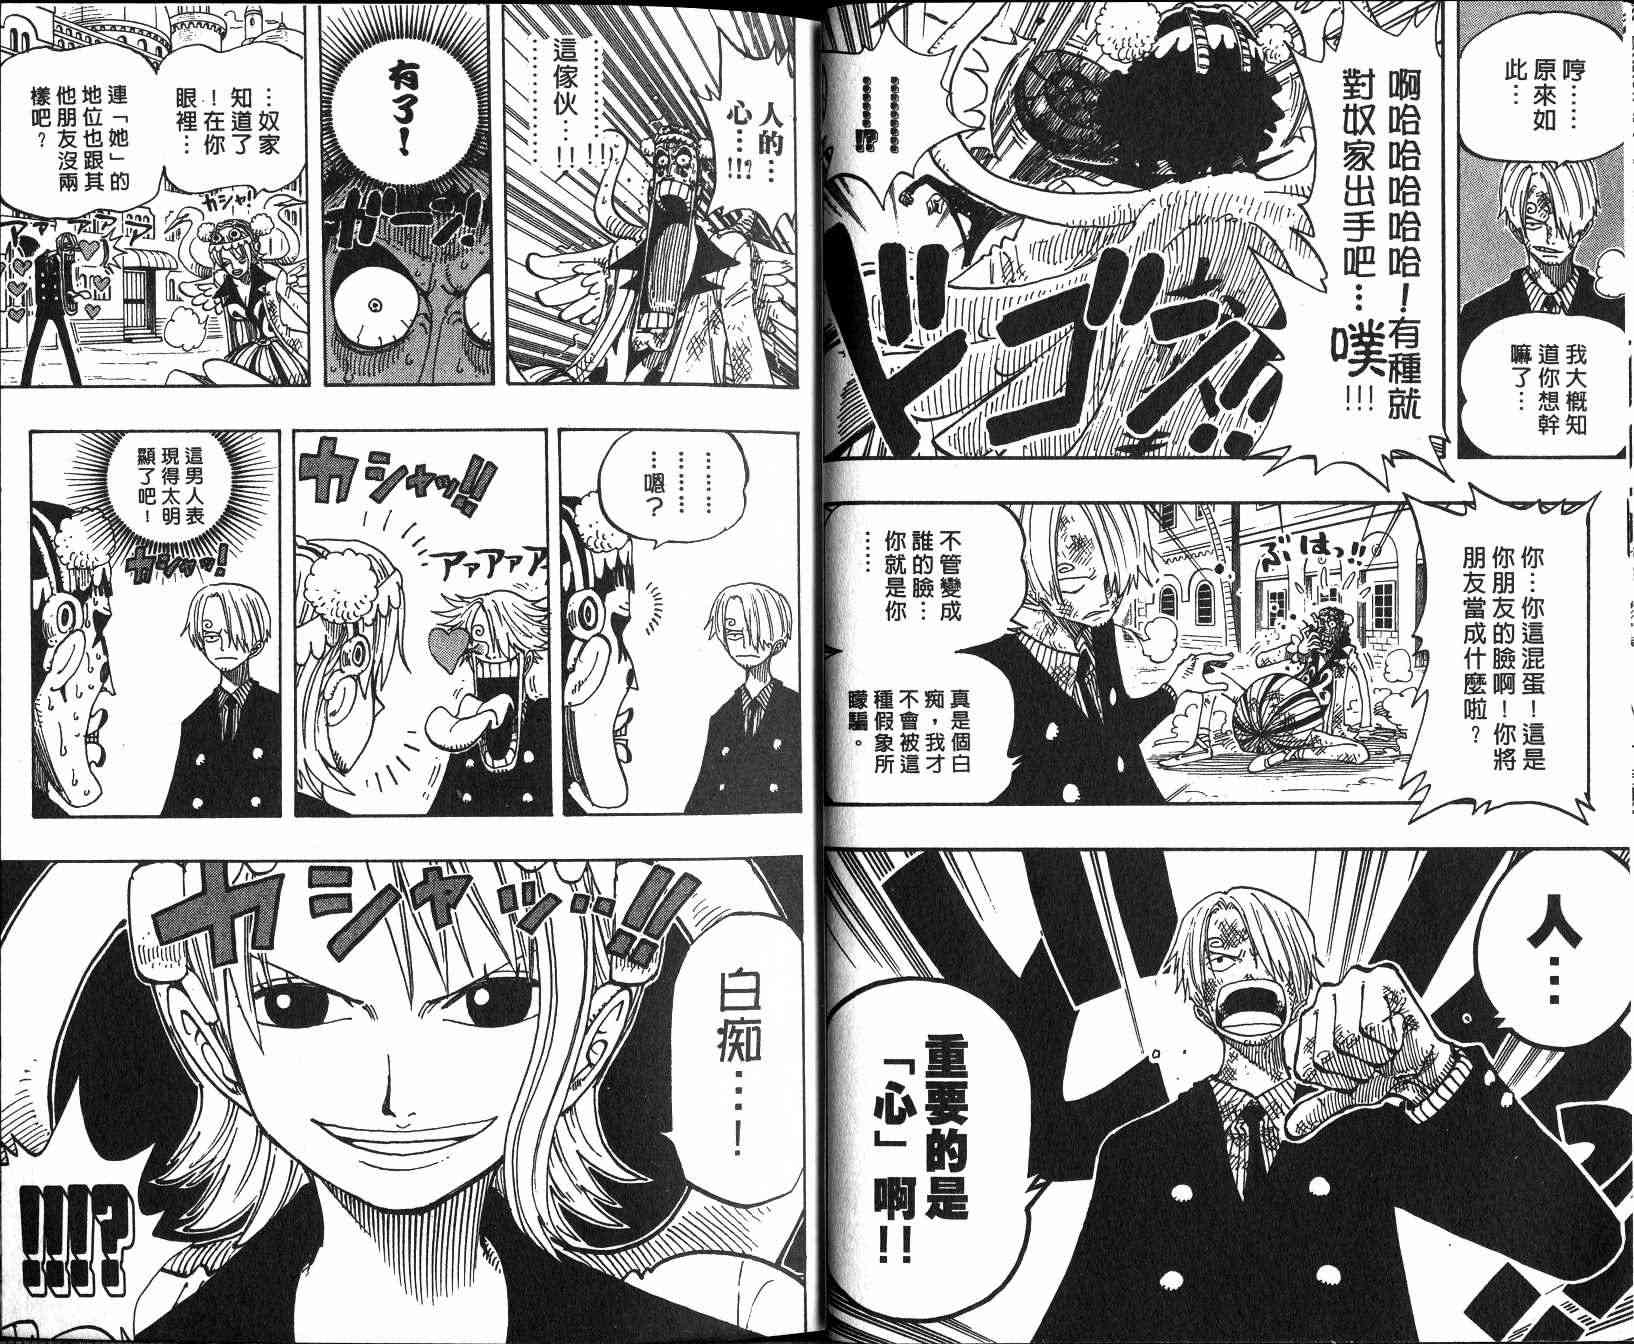 哼……
原來如
此…
我大概知
道你想幹
嘛了…
啊哈哈哈哈哈！有種就
對奴家出手吧…噗!!!
…………!?
ドゴン!!
你…你這混蛋！這是
你朋友的臉啊！你將
朋友當成什麼啦？
ぶはっ!!
不管變成
誰的臉…
你就是你
……
真是個白
痴，我才
不會被這
種假象所
矇騙。
人…
重要的是
「心」啊!!
人的…
心…!!?
這傢伙…!!!!
有了！
ガーン!!
…奴家
知道了
！在你
眼裡…
連「她」的
地位也跟其
他朋友沒兩
樣吧？
カシャ!
アァアァア
………
………
…嗯？
カシャッ!!
アァアァアァ
這男人表
現得太明
顯了吧！
カシャッ!
カシャッ…!!
白痴…！
!!!!?